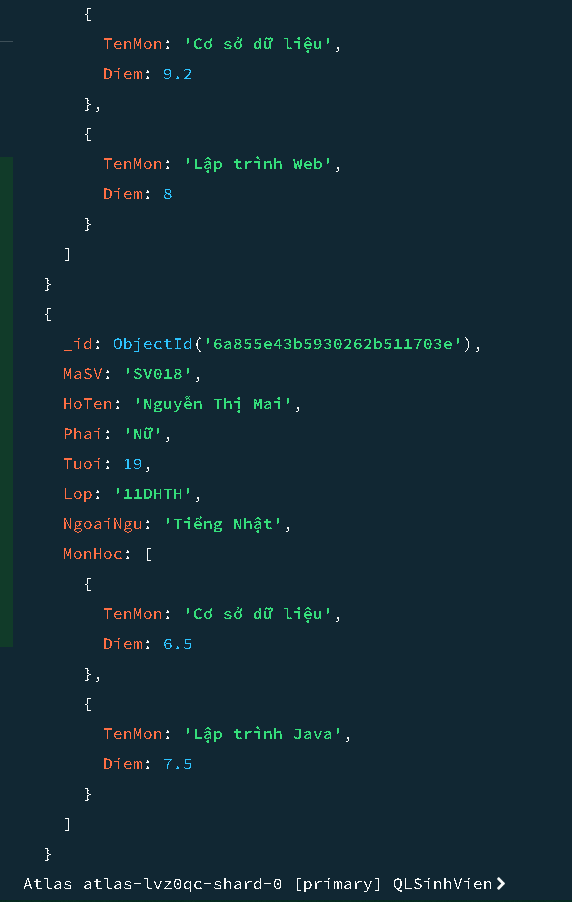 {
TenMon: 'Cơ sở dữ liệu',
Diem: 9.2
},
{
TenMon: 'Lập trình Web',
Diem: 8
}
]
}
{
_id: ObjectId('6a855e43b5930262b511703e'),
MaSV: 'SV018',
HoTen: 'Nguyễn Thị Mai',
Phai: 'Nữ',
Tuoi: 19,
Lop: '11DHTH',
NgoaiNgu: 'Tiếng Nhật',
MonHoc: [
{
TenMon: 'Cơ sở dữ liệu',
Diem: 6.5
},
{
TenMon: 'Lập trình Java',
Diem: 7.5
}
]
}
Atlas atlas-lvz0qc-shard-0 [primary] QLSinhVien>